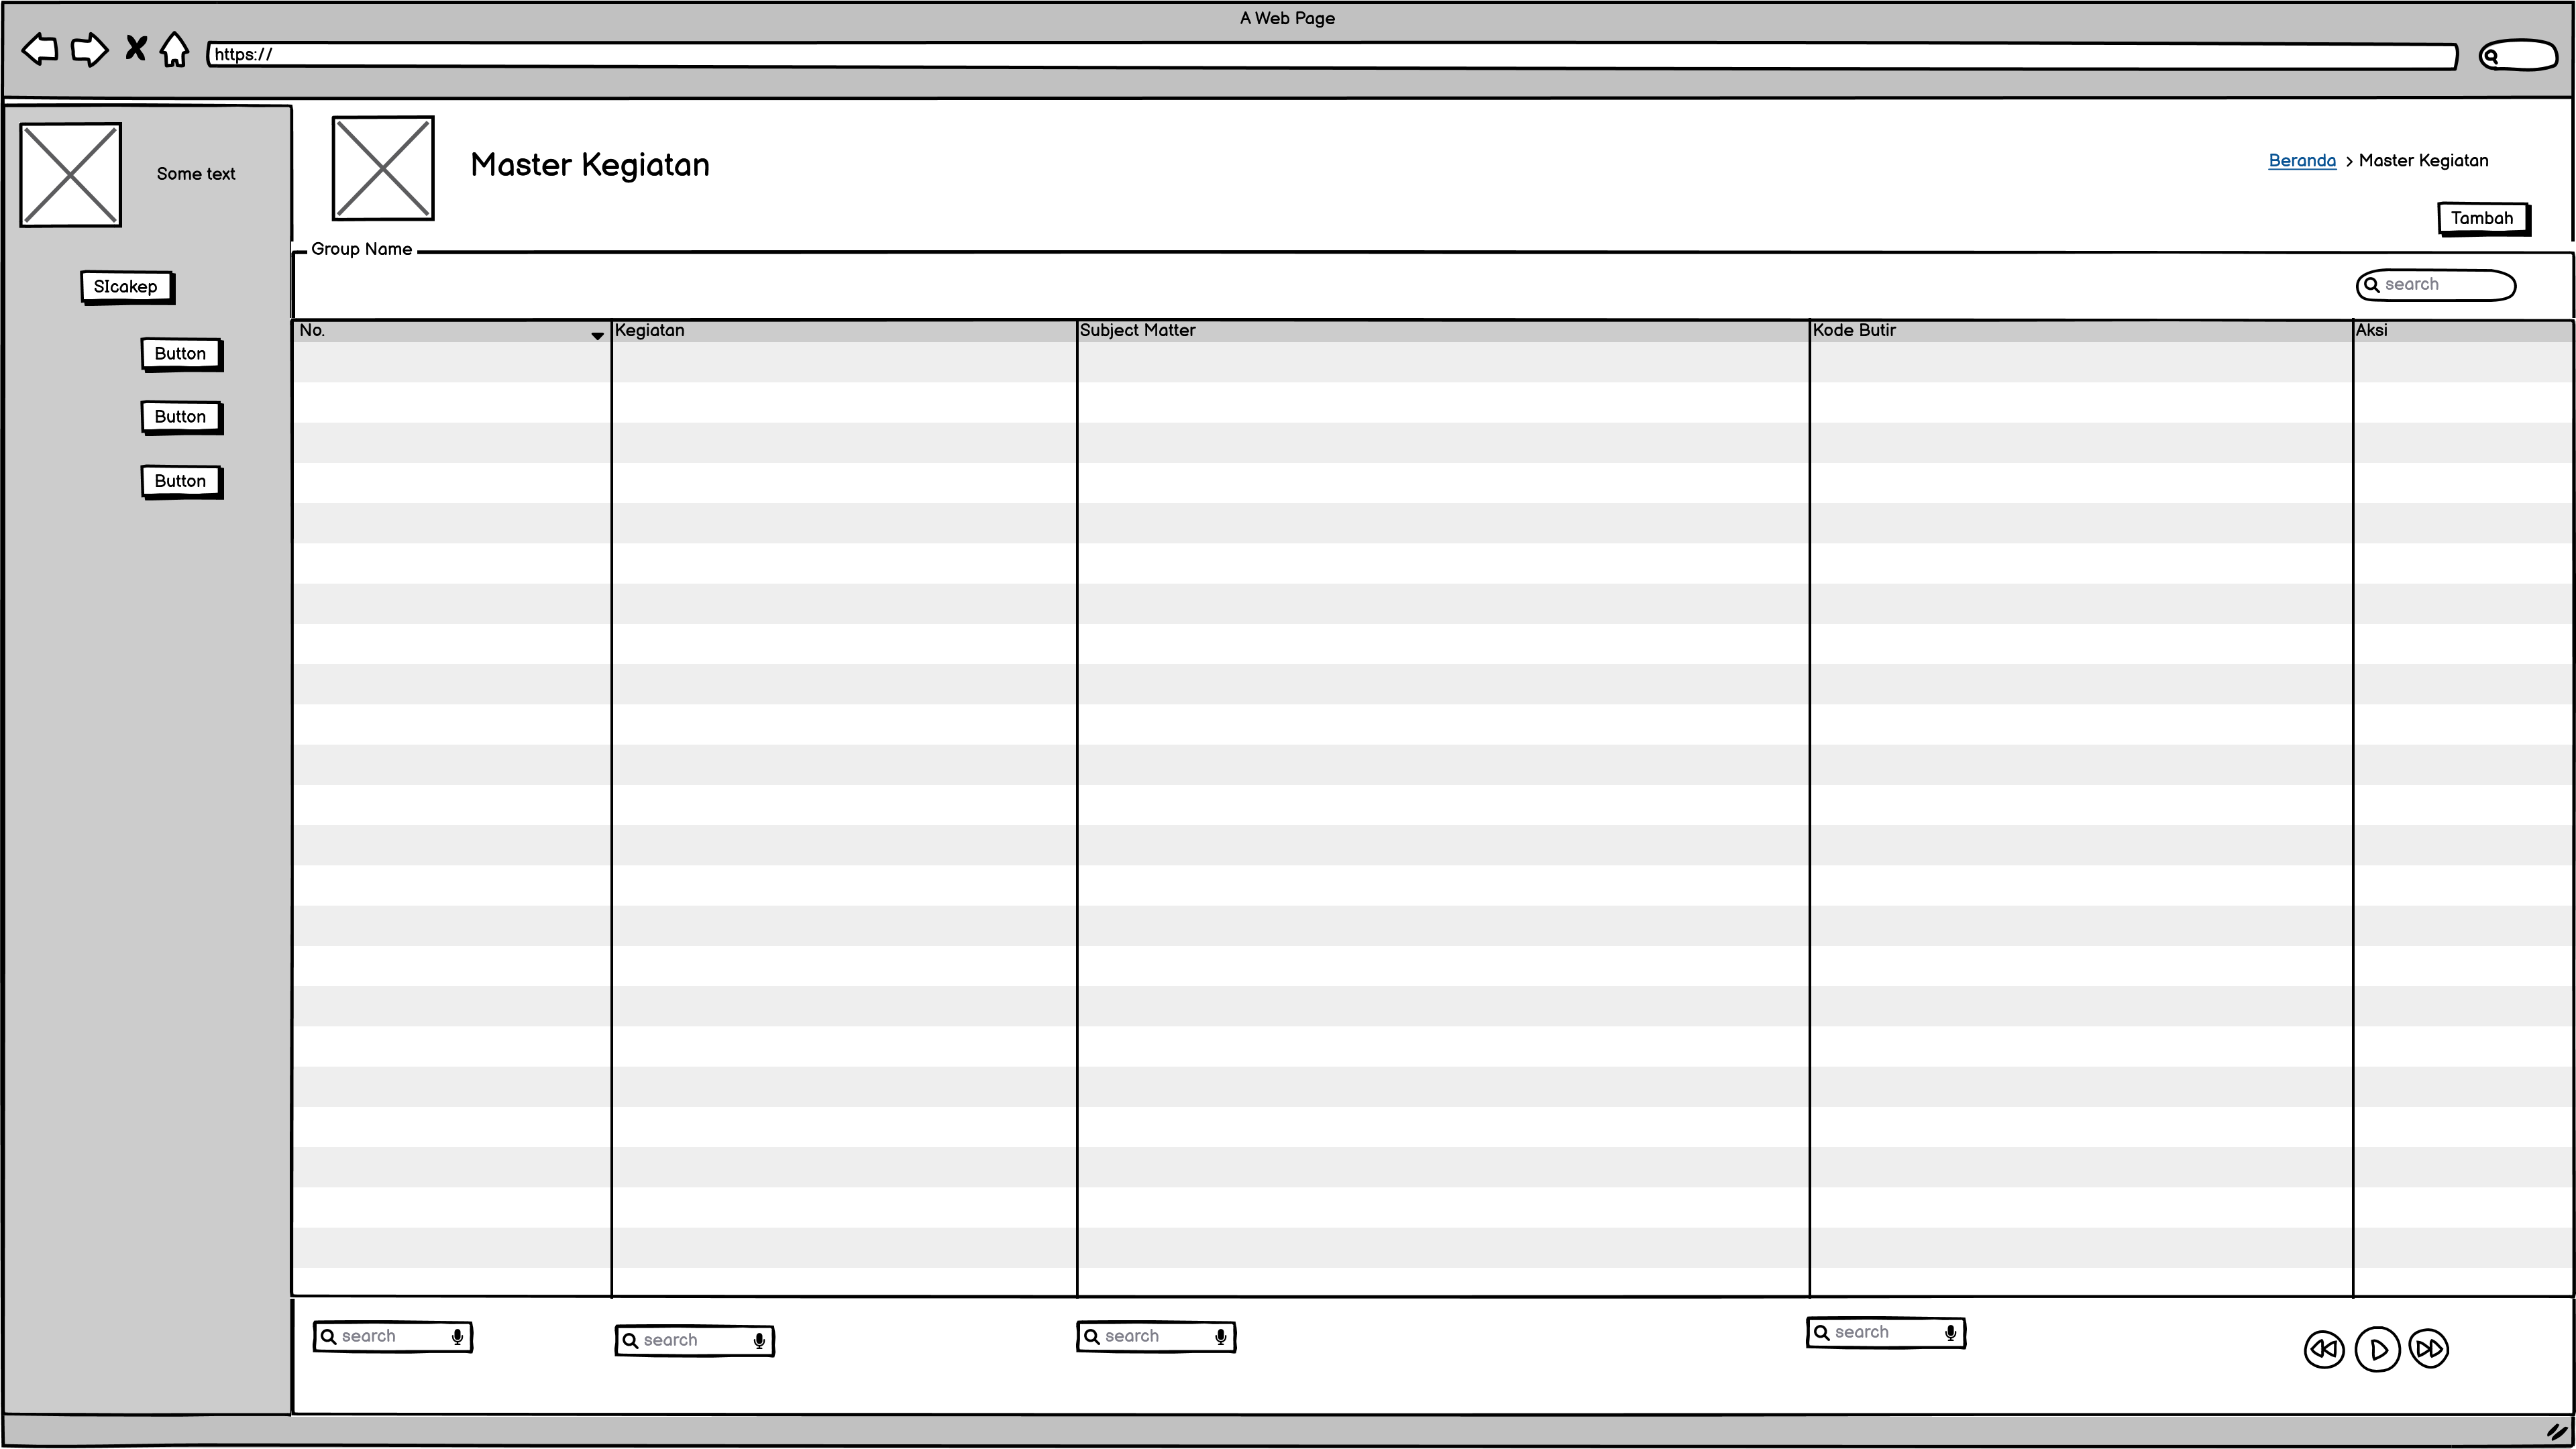 A Web Page
https://
Some text
SIcakep
Button
Button
Button
Master Kegiatan
Beranda > Master Kegiatan
Tambah
Group Name
search
No. Kegiatan Subject Matter Kode Butir Aksi
search search search search